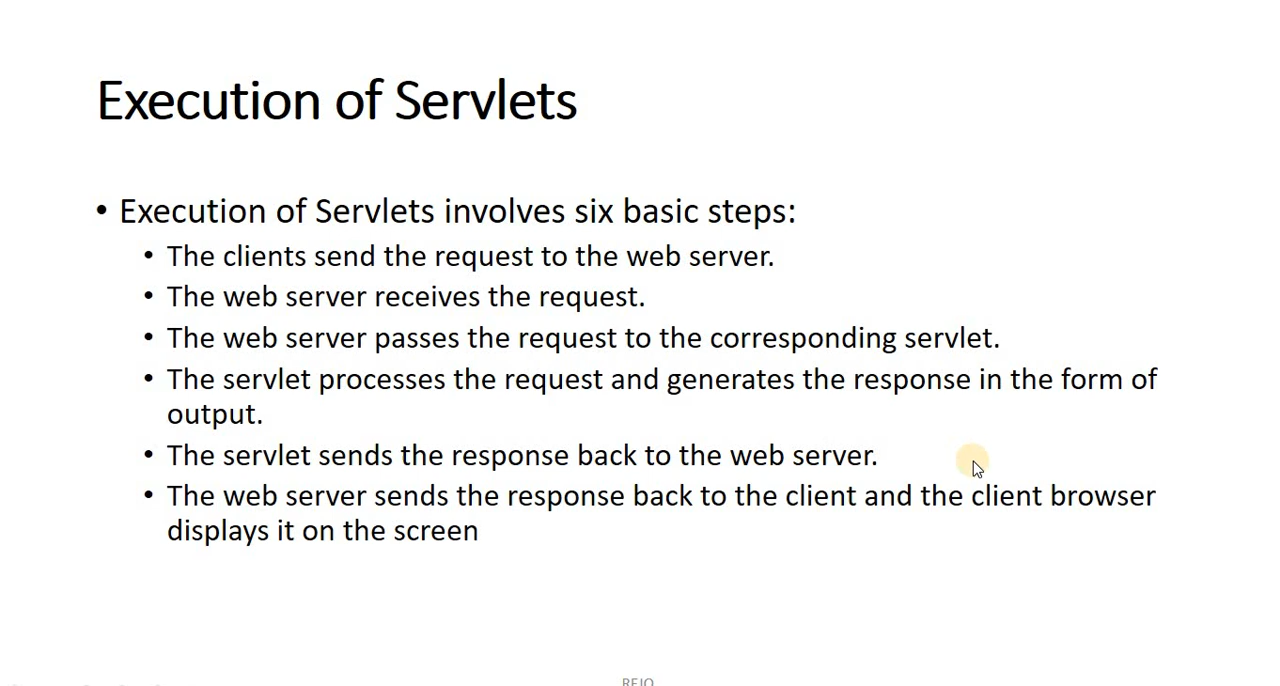 Execution of Servlets
• Execution of Servlets involves six basic steps:
• The clients send the request to the web server.
• The web server receives the request.
• The web server passes the request to the corresponding servlet.
• The servlet processes the request and generates the response in the form of
output.
• The servlet sends the response back to the web server.
• The web server sends the response back to the client and the client browser
displays it on the screen